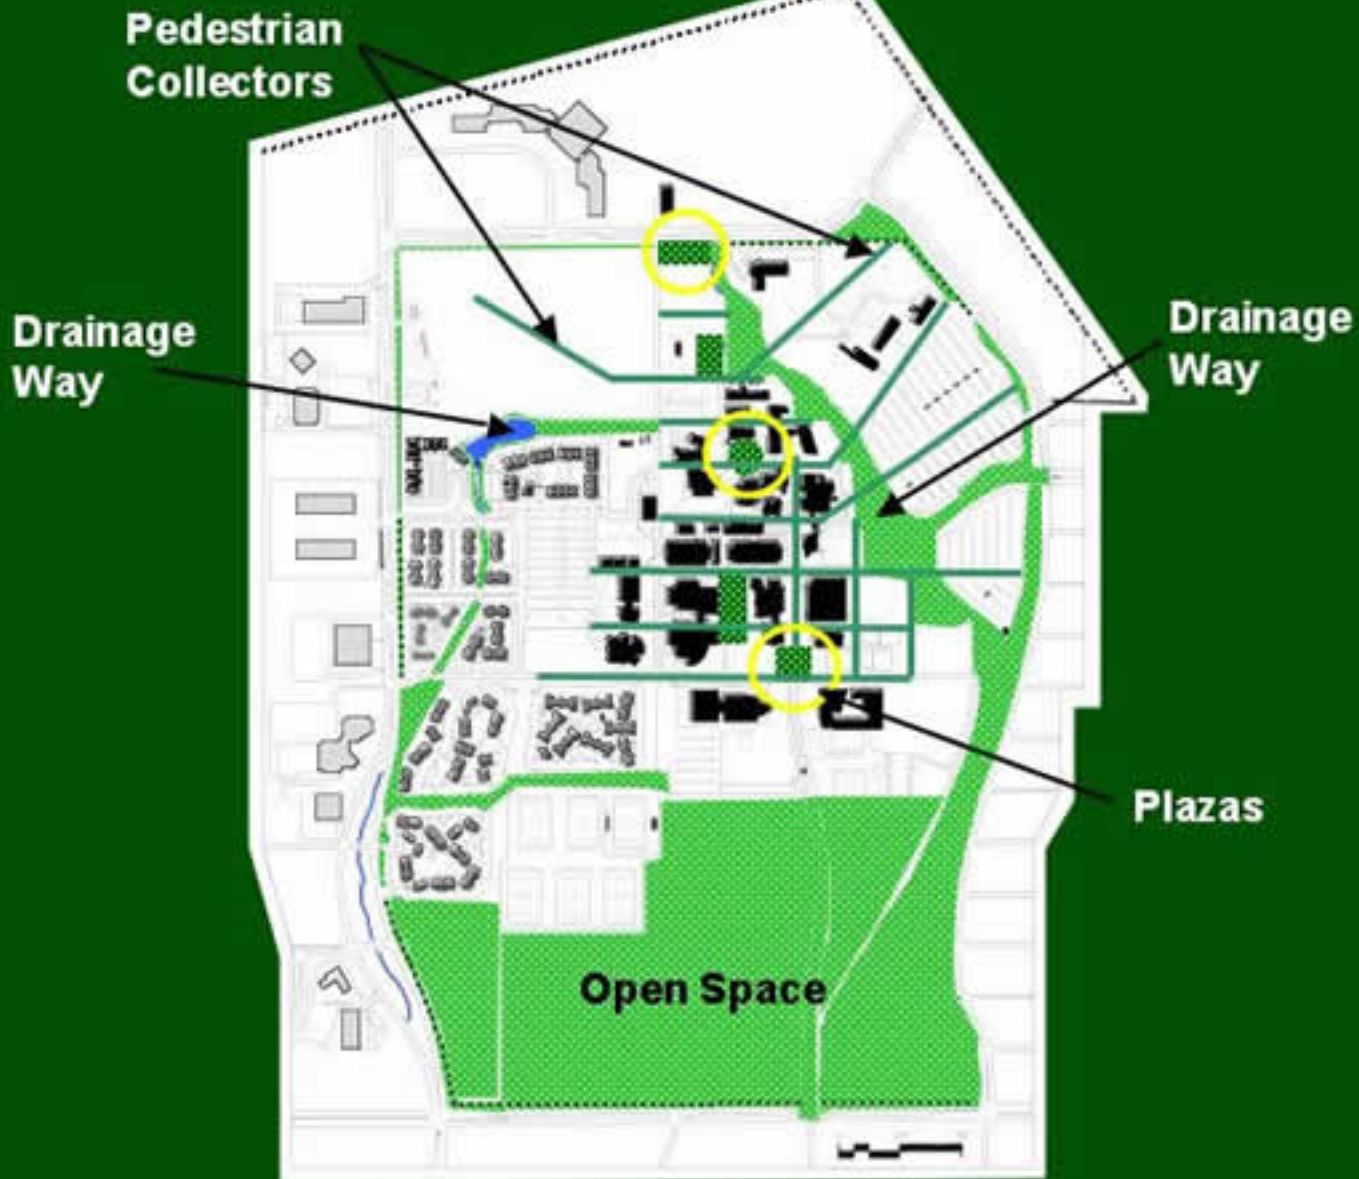 Pedestrian
Collectors
Drainage
Way
Drainage
Way
Plazas
Open Space